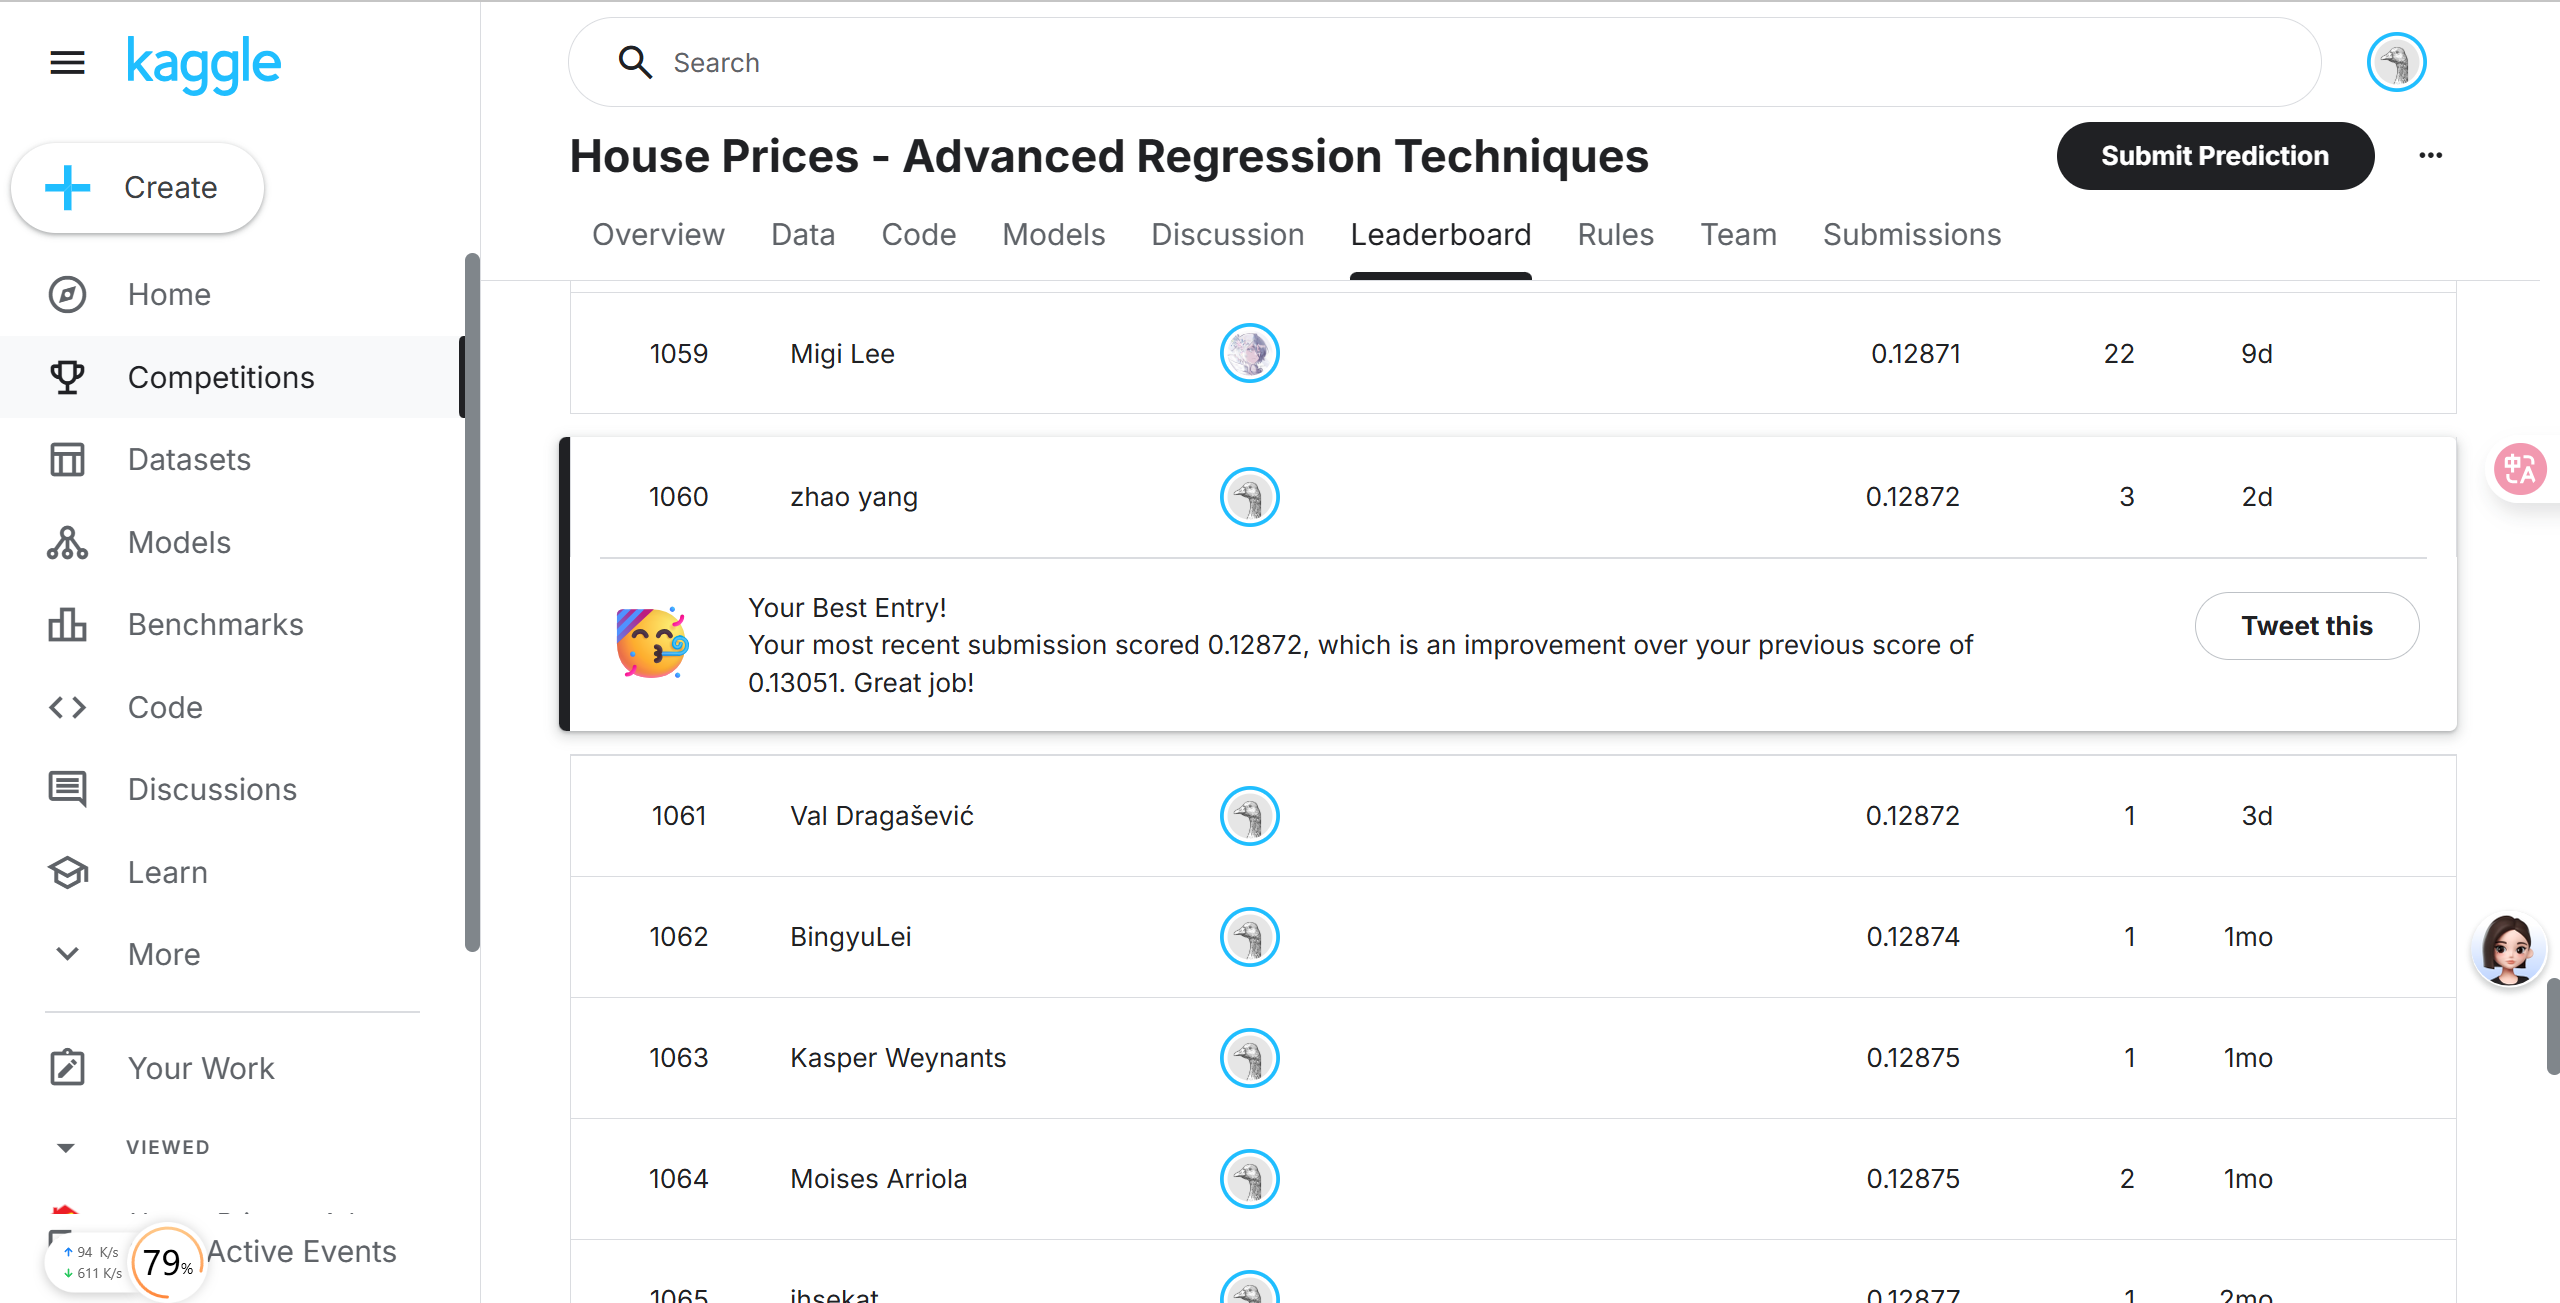 kaggle
Search
Create
House Prices - Advanced Regression Techniques
Submit Prediction
Overview
Data
Code
Models
Discussion
Leaderboard
Rules
Team
Submissions
Home
Competitions
Datasets
Models
Benchmarks
Code
Discussions
Learn
More
Your Work
VIEWED
Active Events
↑ 94 K/s
↓ 611 K/s
79%
1059 Migi Lee 0.12871 22 9d
1060 zhao yang 0.12872 3 2d
Your Best Entry!
Your most recent submission scored 0.12872, which is an improvement over your previous score of
0.13051. Great job!
Tweet this
1061 Val Dragašević 0.12872 1 3d
1062 BingyuLei 0.12874 1 1mo
1063 Kasper Weynants 0.12875 1 1mo
1064 Moises Arriola 0.12875 2 1mo
1065 ihsekat 0.12877 1 2mo
中A